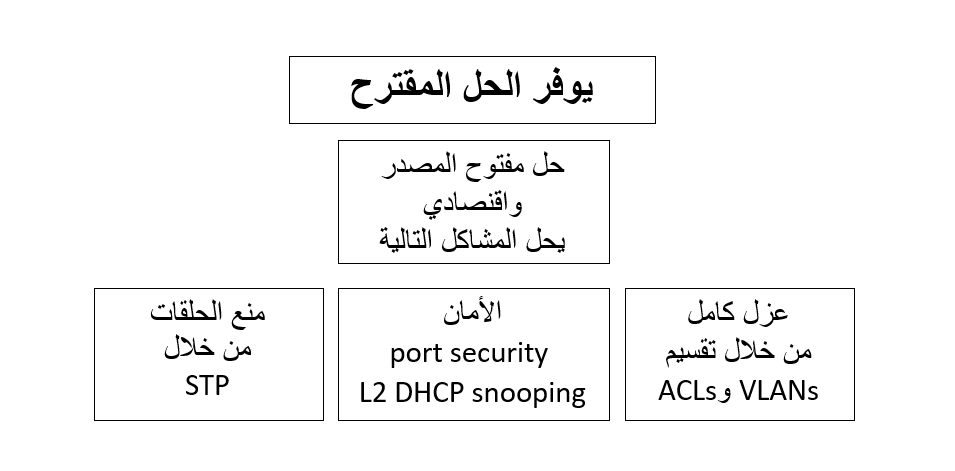 يوفر الحل المقترح
حل مفتوح المصدر
واقنصادي
يحل المشاكل التالية
عزل كامل
من خلال تقسيم
VLANs وACLs
الأمان
port security
L2 DHCP snooping
منع الحلقات
من خلال
STP